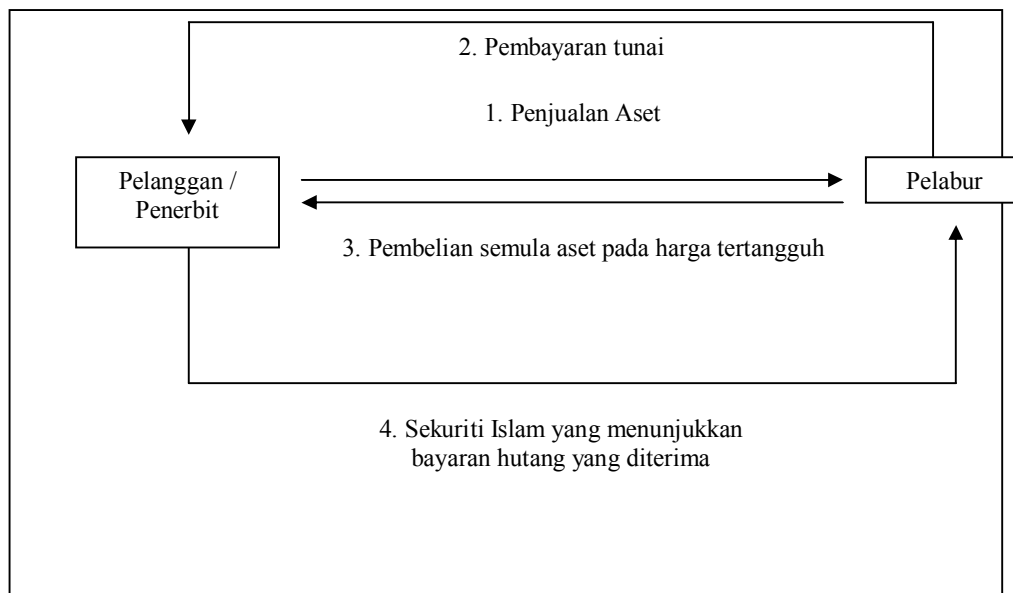 2. Pembayaran tunai
1. Penjualan Aset
Pelanggan /
Penerbit
Pelabur
3. Pembelian semula aset pada harga tertangguh
4. Sekuriti Islam yang menunjukkan
bayaran hutang yang diterima